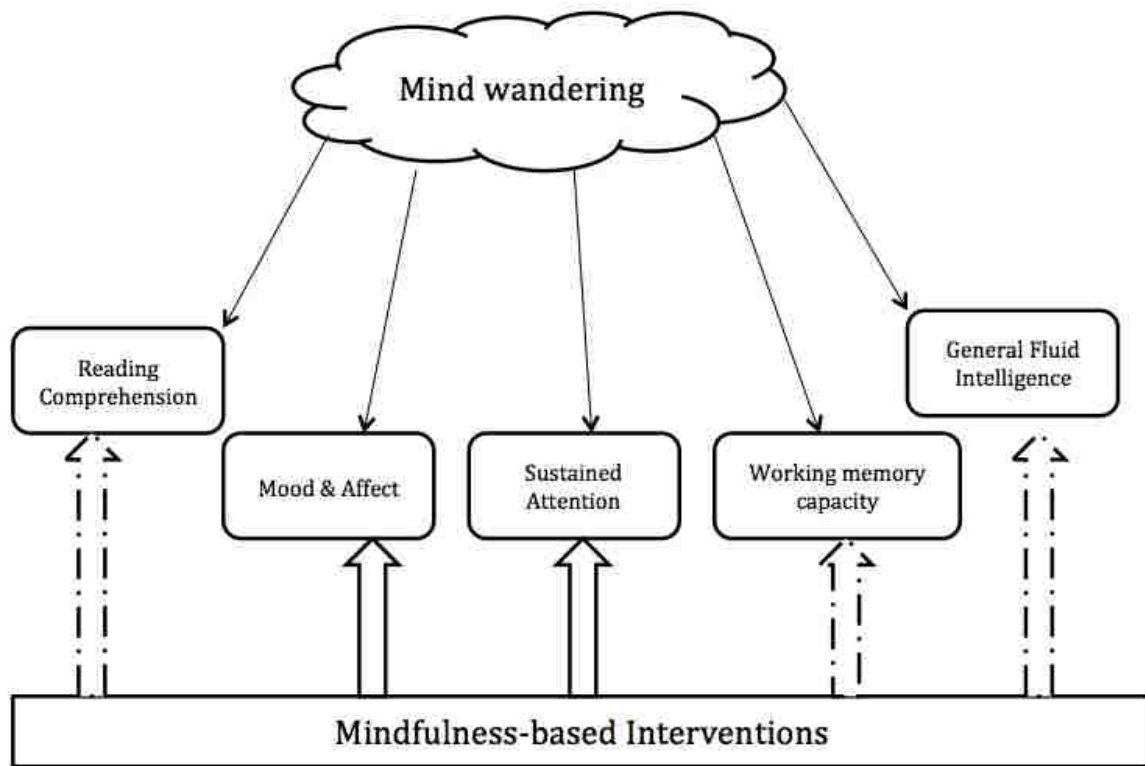 Mind wandering
Reading
Comprehension
General Fluid
Intelligence
Mood & Affect
Sustained
Attention
Working memory
capacity
Mindfulness-based Interventions